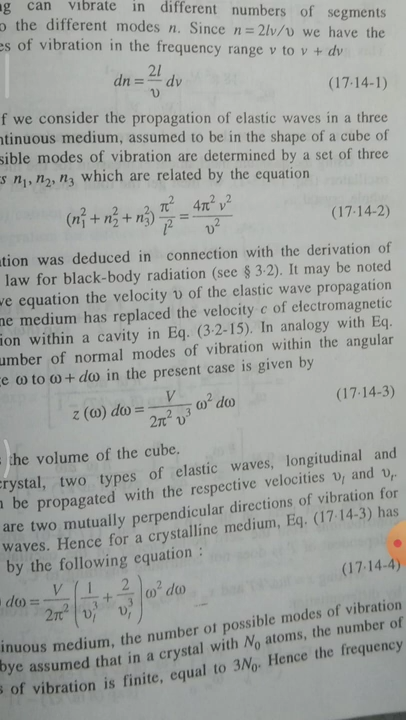 can vibrate in different numbers of segments
the different modes n. Since n = 2lν/υ we have the
of vibration in the frequency range ν to ν + dν
dn = 2l/υ dν (17·14-1)
we consider the propagation of elastic waves in a three
medium, assumed to be in the shape of a cube of
modes of vibration are determined by a set of three
n₁, n₂, n₃ which are related by the equation
(n₁² + n₂² + n₃²) π²/l² = 4π² ν²/υ² (17·14-2)
was deduced in connection with the derivation of
law for black-body radiation (see § 3·2). It may be noted
equation the velocity υ of the elastic wave propagation
medium has replaced the velocity c of electromagnetic
within a cavity in Eq. (3·2-15). In analogy with Eq.
of normal modes of vibration within the angular
ω to ω + dω in the present case is given by
z (ω) dω = V/2π² υ³ ω² dω (17·14-3)
the volume of the cube.
two types of elastic waves, longitudinal and
be propagated with the respective velocities υₗ and υₜ.
are two mutually perpendicular directions of vibration for
waves. Hence for a crystalline medium, Eq. (17·14-3) has
by the following equation :
dω = V/2π² (1/υₗ³ + 2/υₜ³) ω² dω (17·14-4)
medium, the number of possible modes of vibration
assumed that in a crystal with N₀ atoms, the number of
of vibration is finite, equal to 3N₀. Hence the frequency